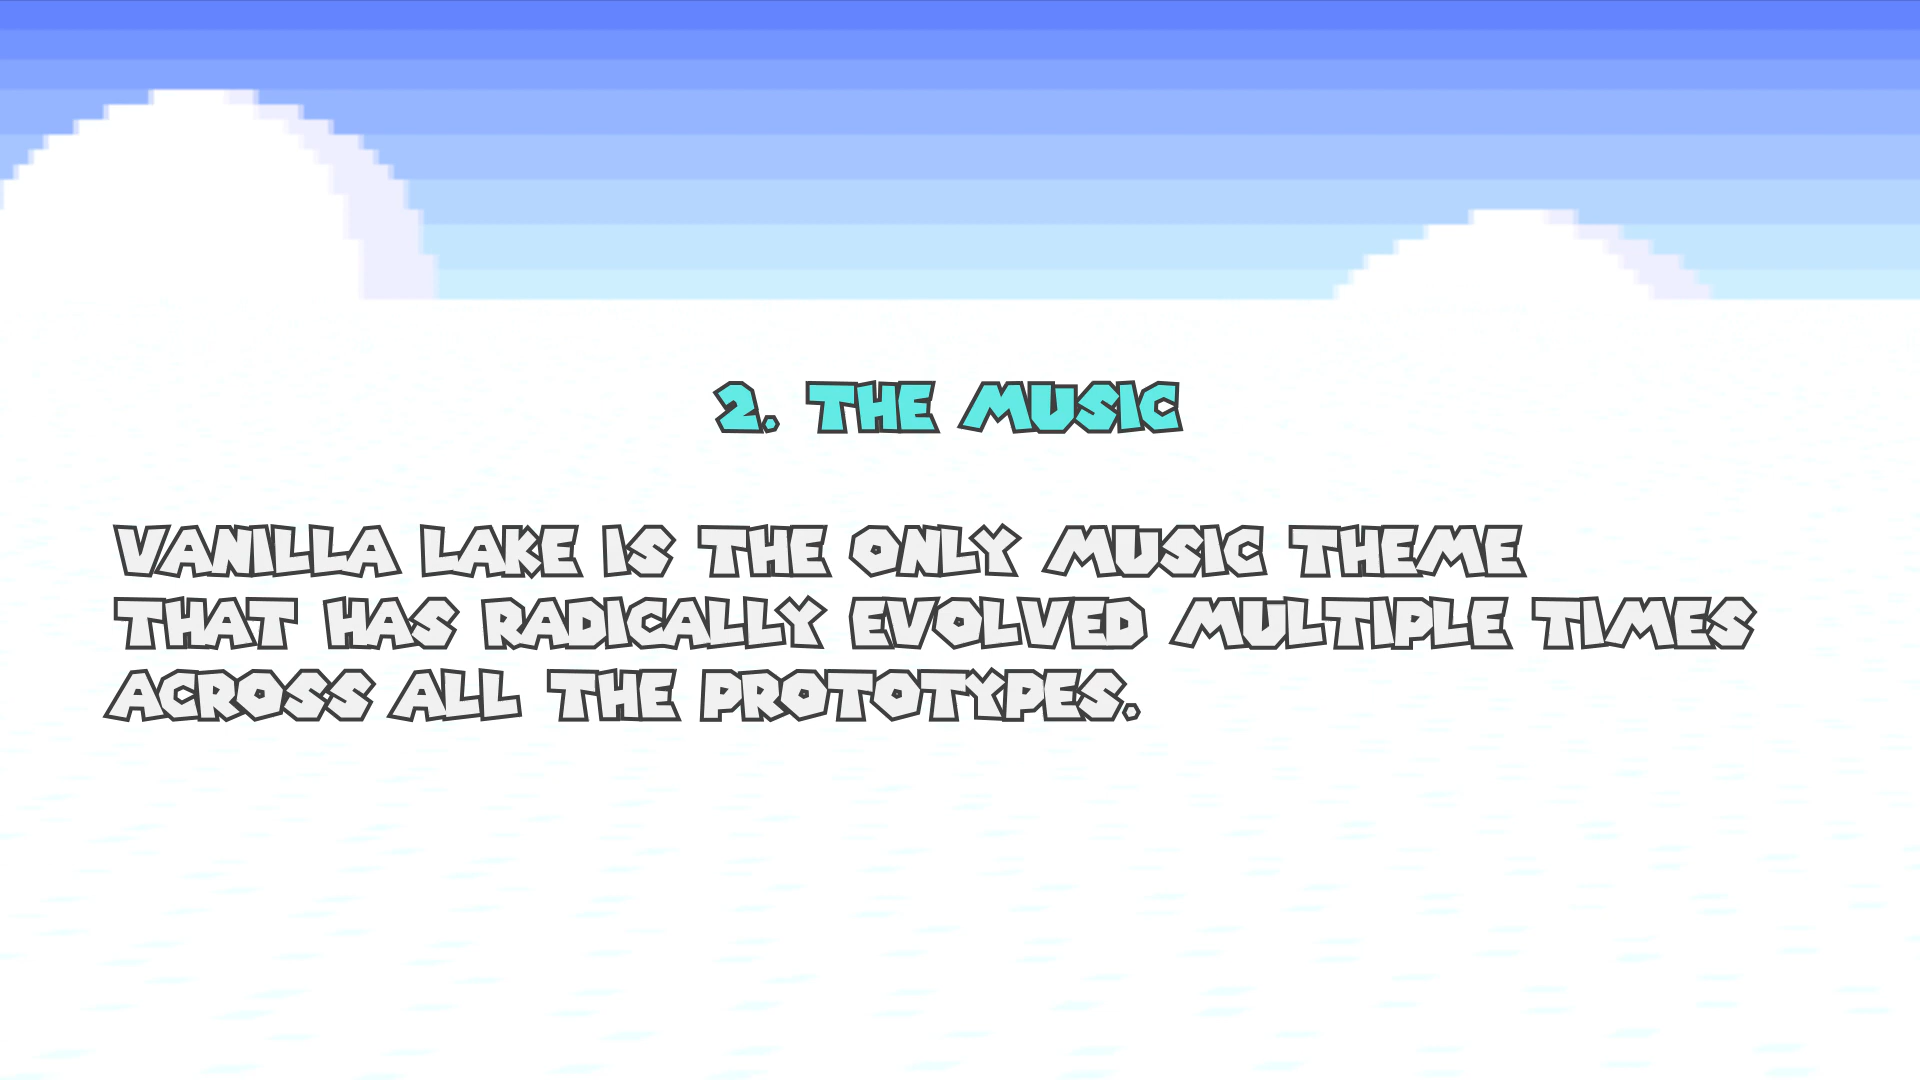 2. THE MUSIC
VANILLA LAKE IS THE ONLY MUSIC THEME
THAT HAS RADICALLY EVOLVED MULTIPLE TIMES
ACROSS ALL THE PROTOTYPES.